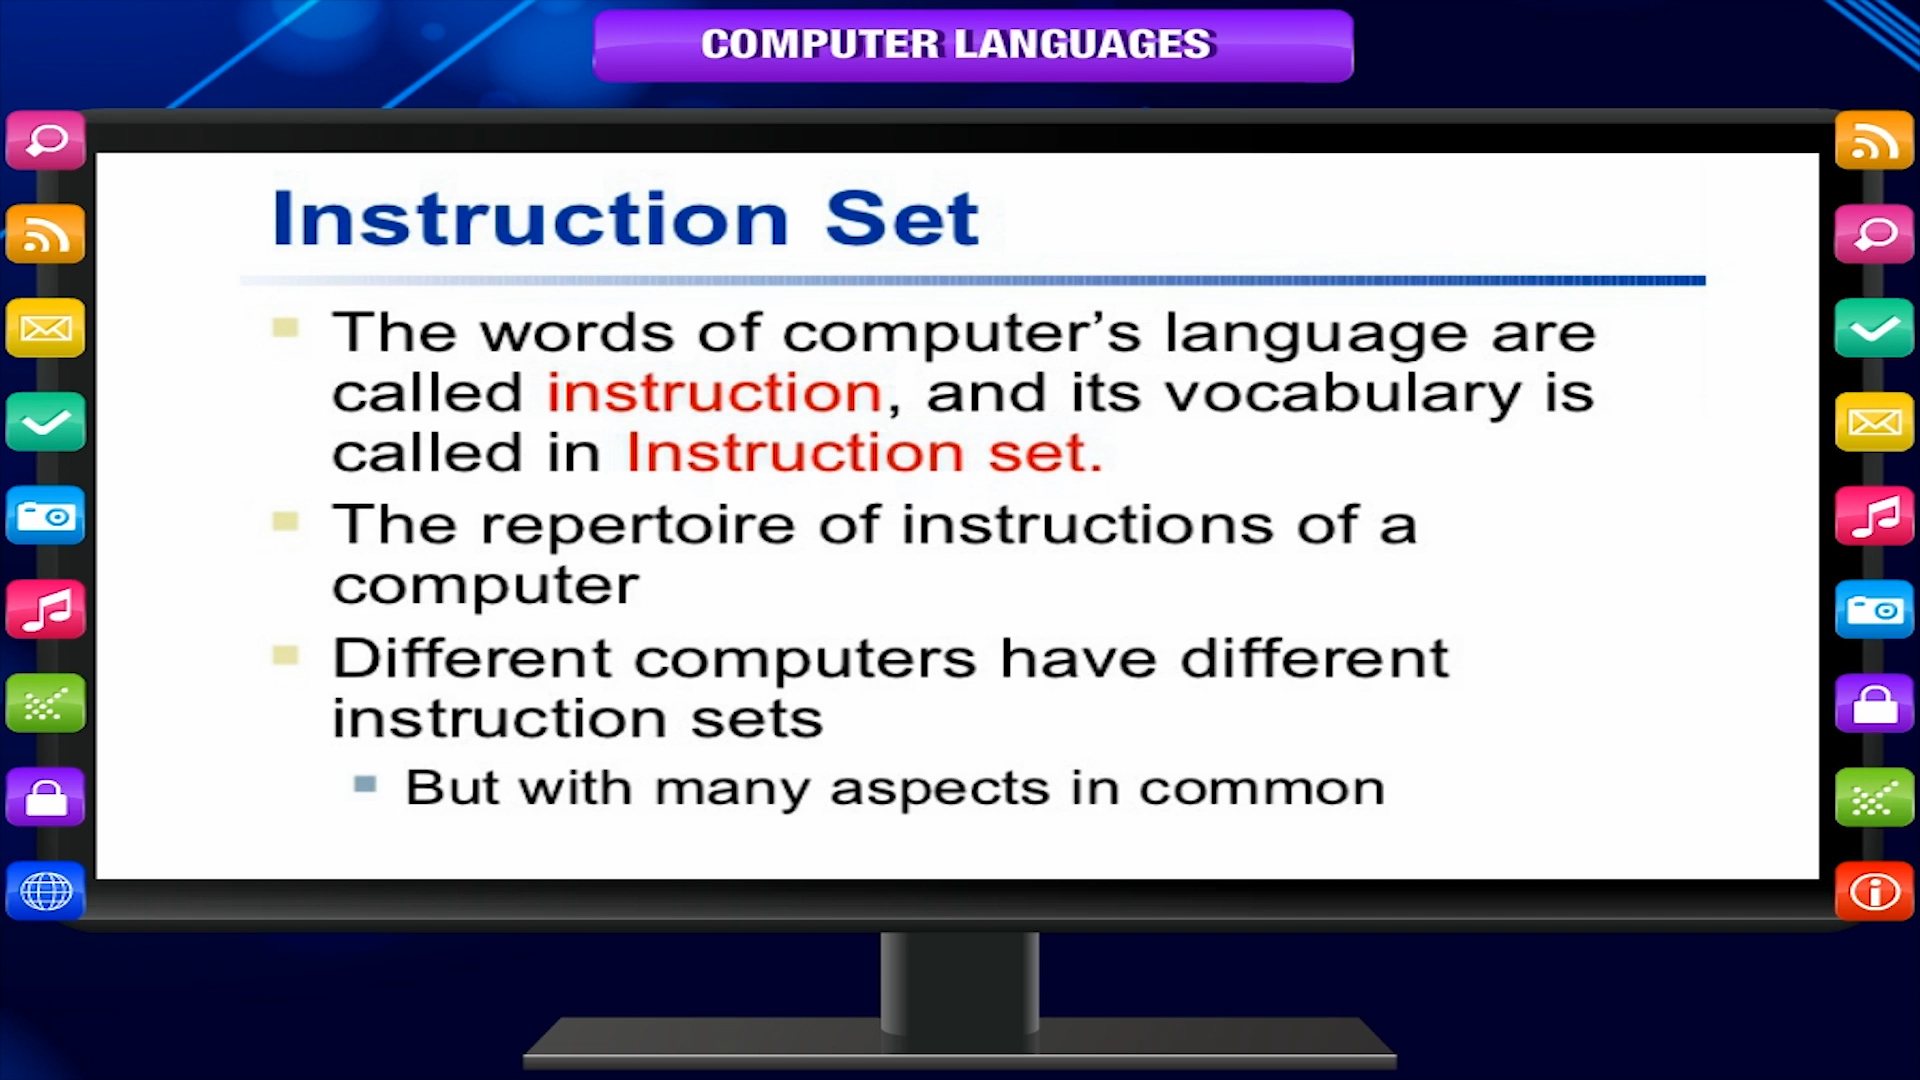 COMPUTER LANGUAGES
Instruction Set
The words of computer’s language are
called instruction, and its vocabulary is
called in Instruction set.
The repertoire of instructions of a
computer
Different computers have different
instruction sets
But with many aspects in common